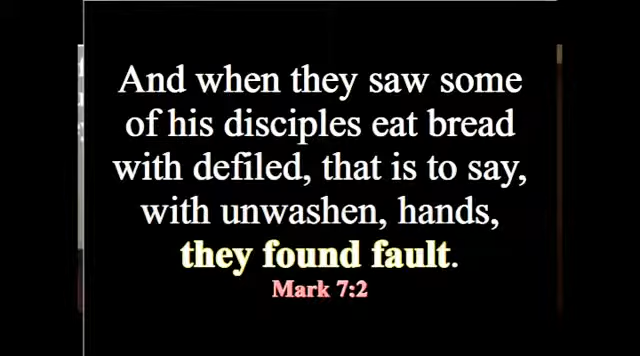 And when they saw some
of his disciples eat bread
with defiled, that is to say,
with unwashen, hands,
they found fault.
Mark 7:2